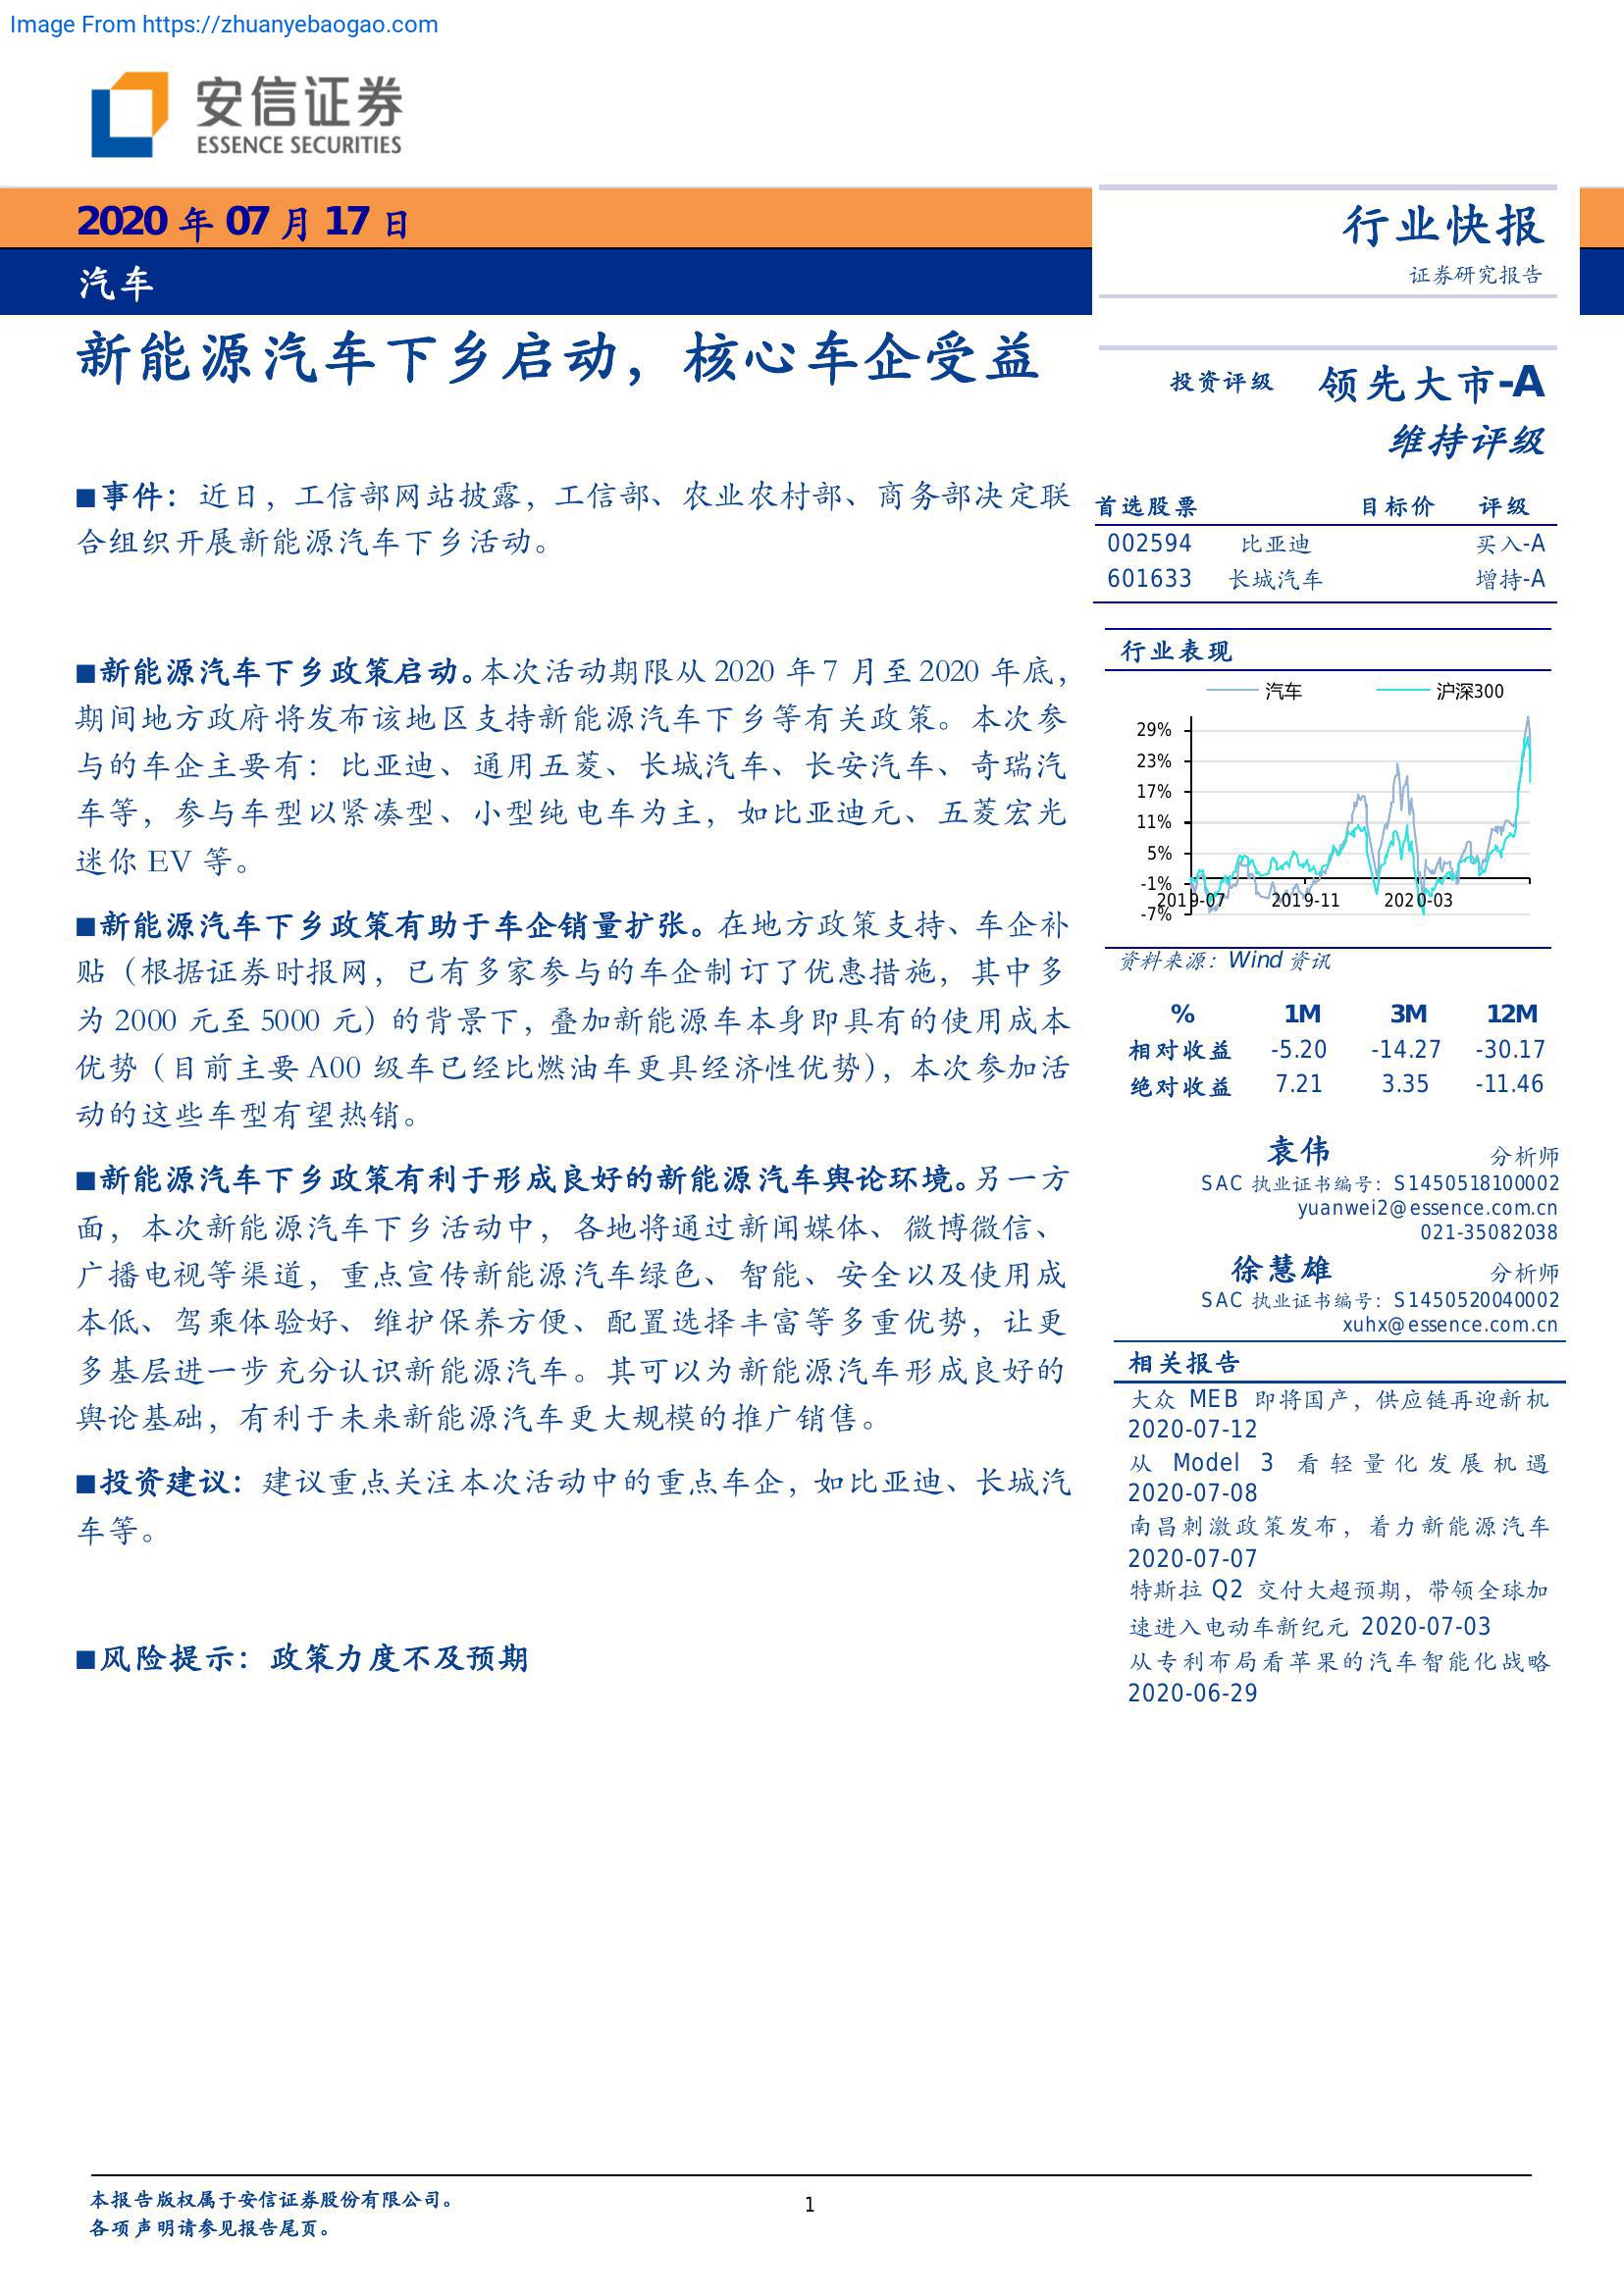 Image From https://zhuanyebaogao.com
安信证券
ESSENCE SECURITIES
2020 年 07 月 17 日
汽车
新能源汽车下乡启动，核心车企受益
■事件：近日，工信部网站披露，工信部、农业农村部、商务部决定联
合组织开展新能源汽车下乡活动。
■新能源汽车下乡政策启动。本次活动期限从 2020 年 7 月至 2020 年底，
期间地方政府将发布该地区支持新能源汽车下乡等有关政策。本次参
与的车企主要有：比亚迪、通用五菱、长城汽车、长安汽车、奇瑞汽
车等，参与车型以紧凑型、小型纯电车为主，如比亚迪元、五菱宏光
迷你 EV 等。
■新能源汽车下乡政策有助于车企销量扩张。在地方政策支持、车企补
贴（根据证券时报网，已有多家参与的车企制订了优惠措施，其中多
为 2000 元至 5000 元）的背景下，叠加新能源车本身即具有的使用成本
优势（目前主要 A00 级车已经比燃油车更具经济性优势），本次参加活
动的这些车型有望热销。
■新能源汽车下乡政策有利于形成良好的新能源汽车舆论环境。另一方
面，本次新能源汽车下乡活动中，各地将通过新闻媒体、微博微信、
广播电视等渠道，重点宣传新能源汽车绿色、智能、安全以及使用成
本低、驾乘体验好、维护保养方便、配置选择丰富等多重优势，让更
多基层进一步充分认识新能源汽车。其可以为新能源汽车形成良好的
舆论基础，有利于未来新能源汽车更大规模的推广销售。
■投资建议：建议重点关注本次活动中的重点车企，如比亚迪、长城汽
车等。
■风险提示：政策力度不及预期
行业快报
证券研究报告
投资评级 领先大市-A
维持评级
首选股票 目标价 评级
002594 比亚迪 买入-A
601633 长城汽车 增持-A
行业表现
汽车 沪深300
29%
23%
17%
11%
5%
-1%
-7%
2019-07 2019-11 2020-03
资料来源：Wind 资讯
% 1M 3M 12M
相对收益 -5.20 -14.27 -30.17
绝对收益 7.21 3.35 -11.46
袁伟 分析师
SAC 执业证书编号：S1450518100002
yuanwei2@essence.com.cn
021-35082038
徐慧雄 分析师
SAC 执业证书编号：S1450520040002
xuhx@essence.com.cn
相关报告
大众 MEB 即将国产，供应链再迎新机
2020-07-12
从 Model 3 看轻量化发展机遇
2020-07-08
南昌刺激政策发布，着力新能源汽车
2020-07-07
特斯拉 Q2 交付大超预期，带领全球加
速进入电动车新纪元 2020-07-03
从专利布局看苹果的汽车智能化战略
2020-06-29
本报告版权属于安信证券股份有限公司。
各项声明请参见报告尾页。
1